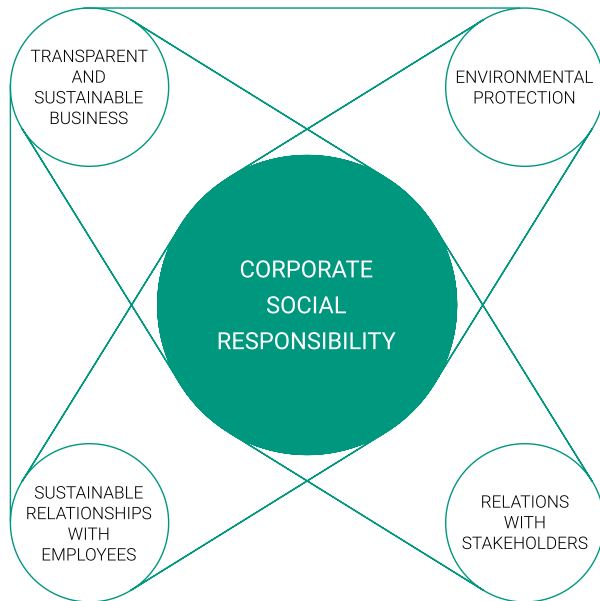 TRANSPARENT
AND
SUSTAINABLE
BUSINESS
ENVIRONMENTAL
PROTECTION
CORPORATE
SOCIAL
RESPONSIBILITY
SUSTAINABLE
RELATIONSHIPS
WITH
EMPLOYEES
RELATIONS
WITH
STAKEHOLDERS